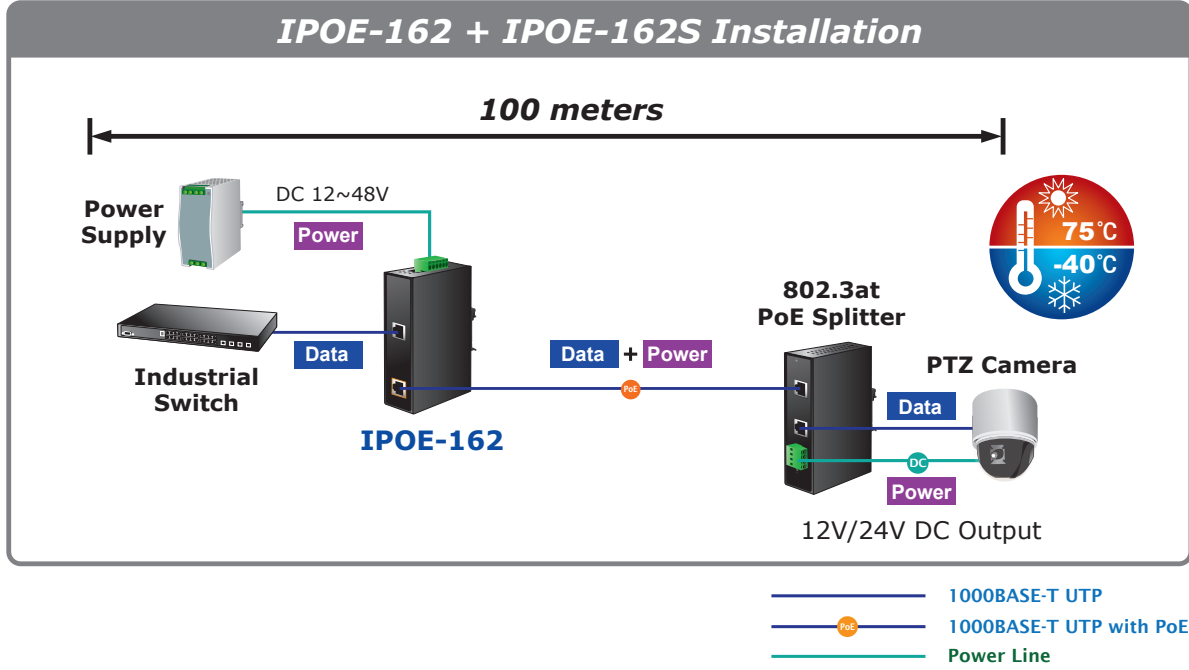 IPOE-162 + IPOE-162S Installation
100 meters
Power
Supply
DC 12~48V
Power
75°C
-40°C
802.3at
PoE Splitter
Industrial
Switch
Data
IPOE-162
Data + Power
PoE
PTZ Camera
Data
DC
Power
12V/24V DC Output
1000BASE-T UTP
PoE
1000BASE-T UTP with PoE
Power Line